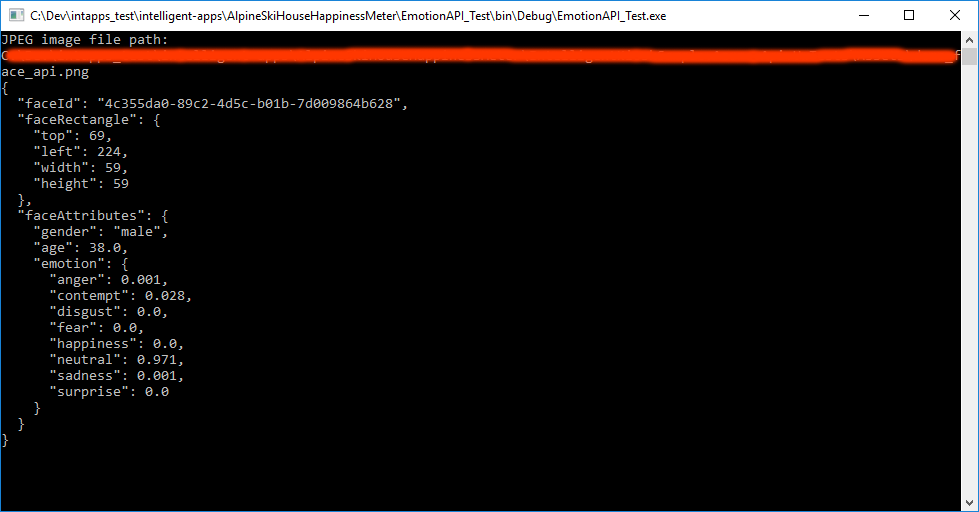 C:\Dev\intapps_test\intelligent-apps\AlpineSkiHouseHappinessMeter\EmotionAPI_Test\bin\Debug\EmotionAPI_Test.exe
JPEG image file path:
ace_api.png
{
  "faceId": "4c355da0-89c2-4d5c-b01b-7d009864b628",
  "faceRectangle": {
    "top": 69,
    "left": 224,
    "width": 59,
    "height": 59
  },
  "faceAttributes": {
    "gender": "male",
    "age": 38.0,
    "emotion": {
      "anger": 0.001,
      "contempt": 0.028,
      "disgust": 0.0,
      "fear": 0.0,
      "happiness": 0.0,
      "neutral": 0.971,
      "sadness": 0.001,
      "surprise": 0.0
    }
  }
}